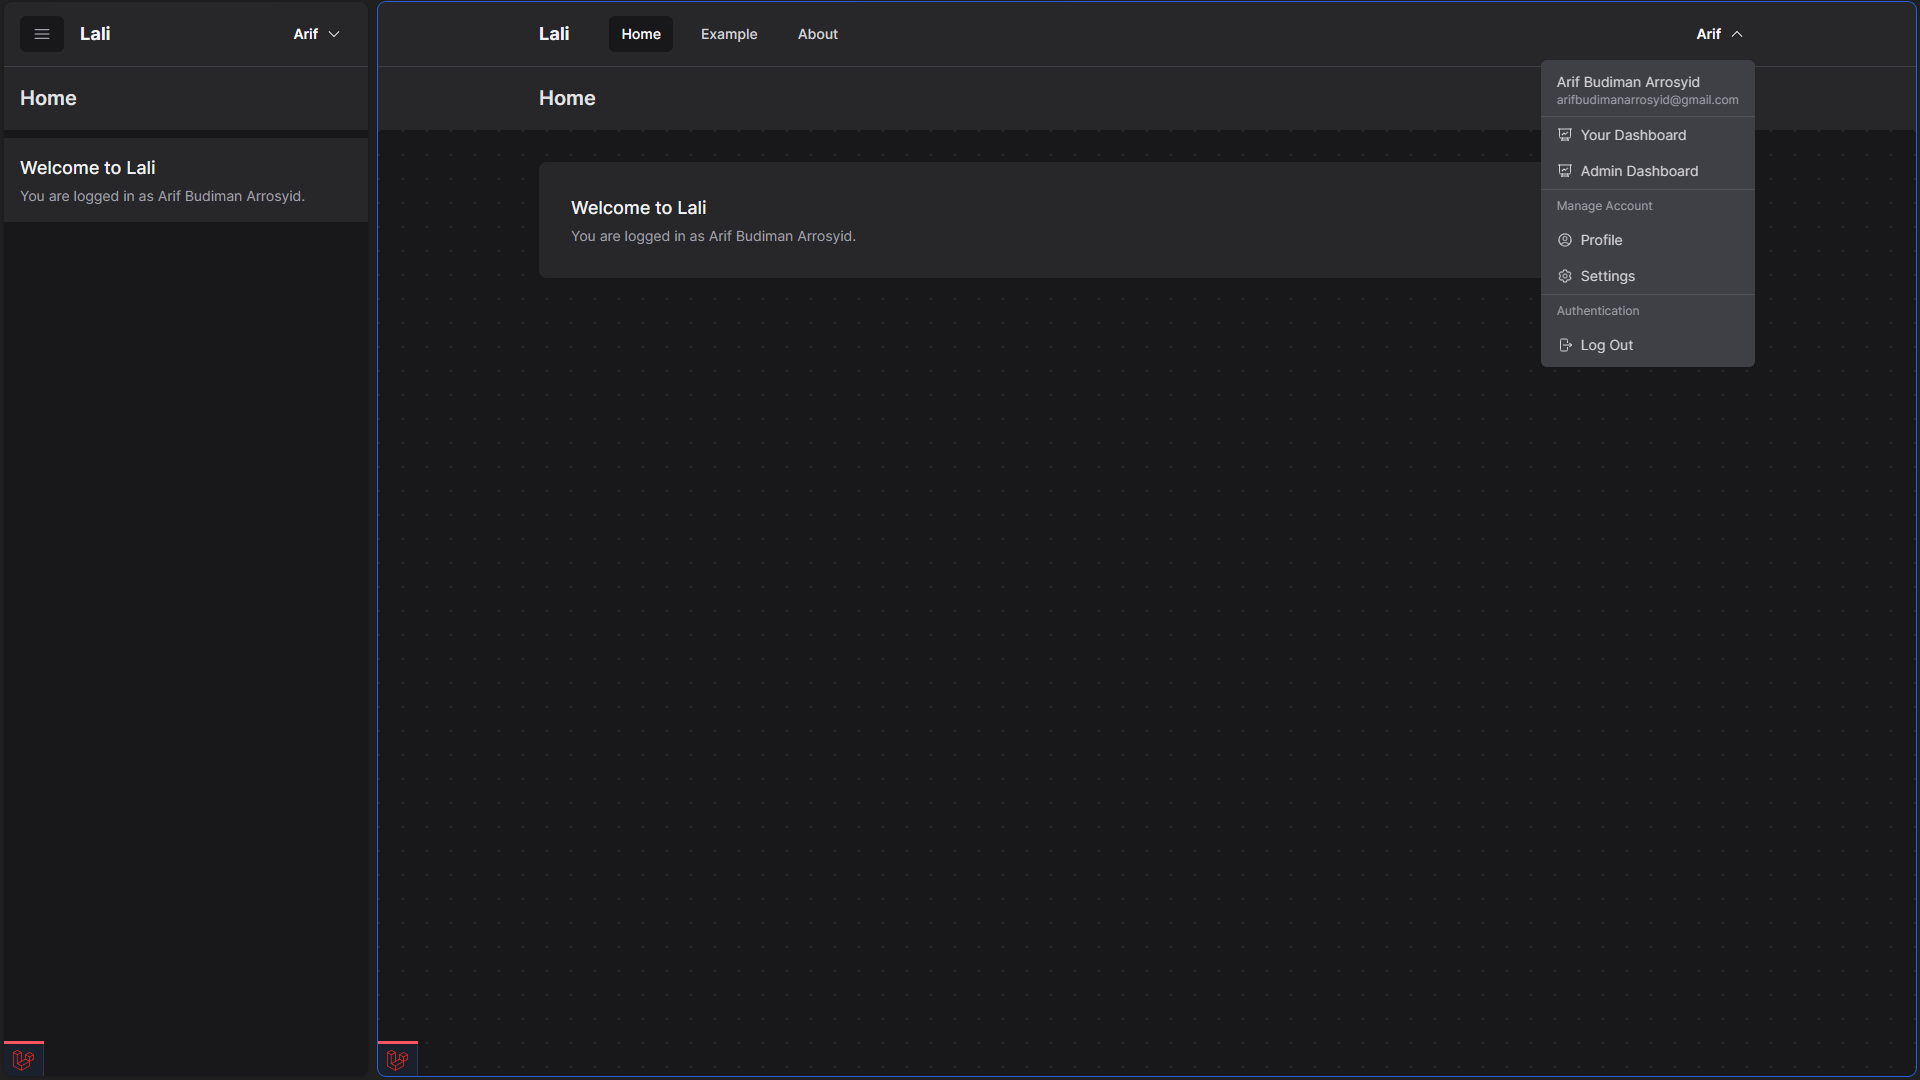 Lali
Arif
Home
Welcome to Lali
You are logged in as Arif Budiman Arrosyid.
Lali
Home
Example
About
Arif
Home
Welcome to Lali
You are logged in as Arif Budiman Arrosyid.
Arif Budiman Arrosyid
arifbudimanarrosyid@gmail.com
Your Dashboard
Admin Dashboard
Manage Account
Profile
Settings
Authentication
Log Out